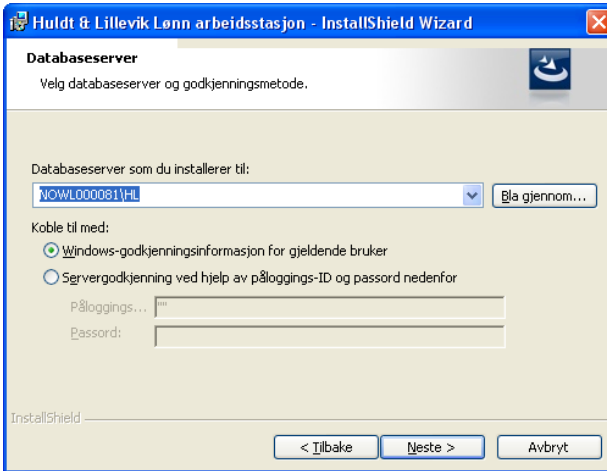 Huldt & Lillevik Lønn arbeidsstasjon - InstallShield Wizard
Databaseserver
Velg databaseserver og godkjenningsmetode.
Databaseserver som du installerer til:
NOWL000081\HL
Bla gjennom...
Koble til med:
Windows-godkjenningsinformasjon for gjeldende bruker
Servergodkjenning ved hjelp av påloggings-ID og passord nedenfor
Påloggings... ""
Passord:
InstallShield
< Tilbake Neste > Avbryt